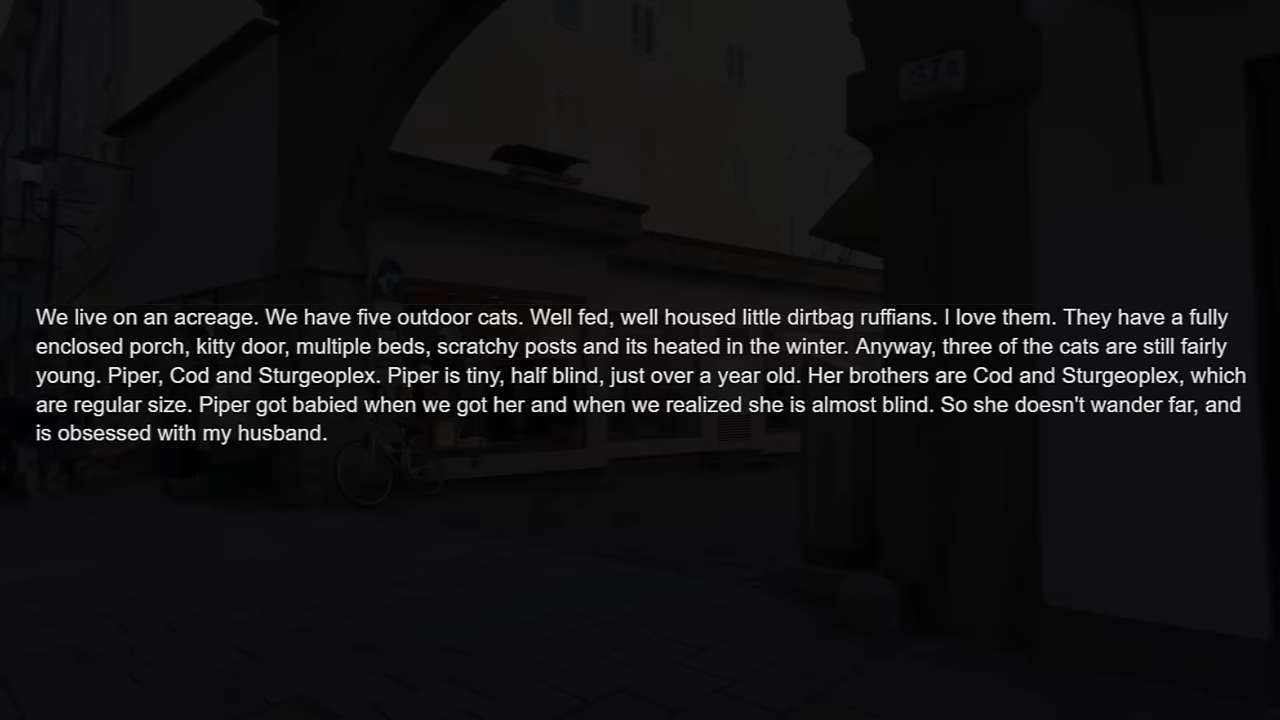 We live on an acreage. We have five outdoor cats. Well fed, well housed little dirtbag ruffians. I love them. They have a fully
enclosed porch, kitty door, multiple beds, scratchy posts and its heated in the winter. Anyway, three of the cats are still fairly
young. Piper, Cod and Sturgeoplex. Piper is tiny, half blind, just over a year old. Her brothers are Cod and Sturgeoplex, which
are regular size. Piper got babied when we got her and when we realized she is almost blind. So she doesn't wander far, and
is obsessed with my husband.